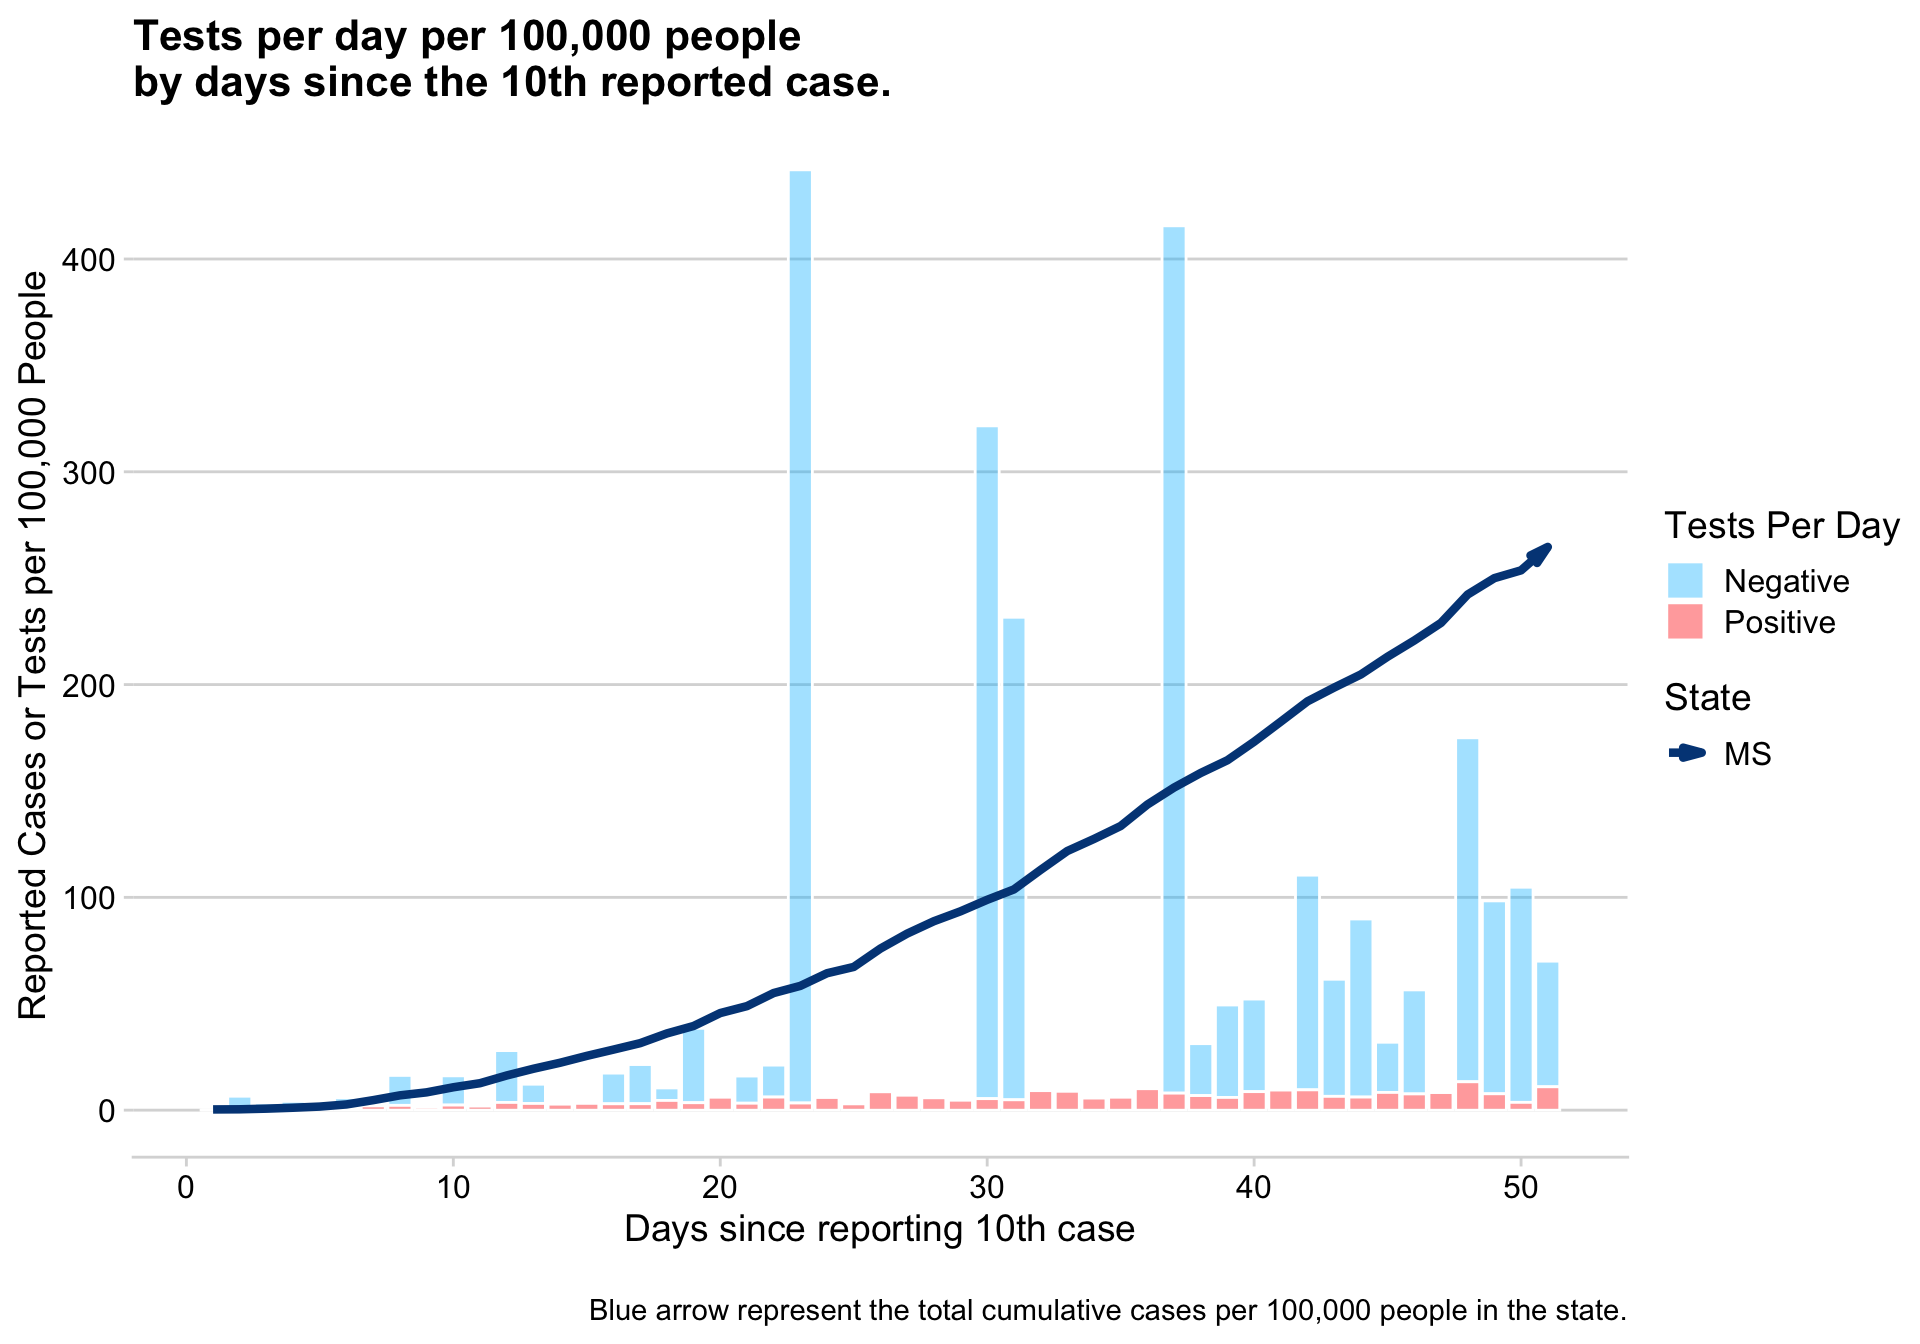 Tests per day per 100,000 people
by days since the 10th reported case.
Reported Cases or Tests per 100,000 People
400
300
200
100
0
0 10 20 30 40 50
Days since reporting 10th case
Tests Per Day
Negative
Positive
State
MS
Blue arrow represent the total cumulative cases per 100,000 people in the state.